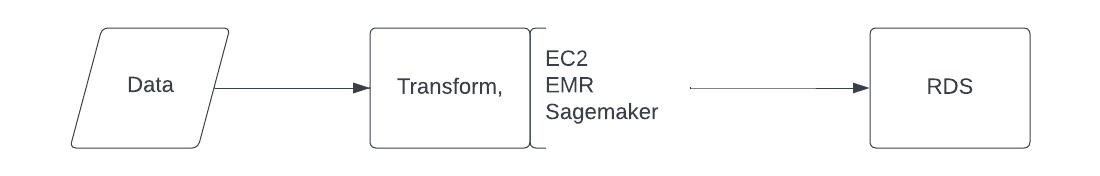 Data
Transform,
EC2
EMR
Sagemaker
RDS